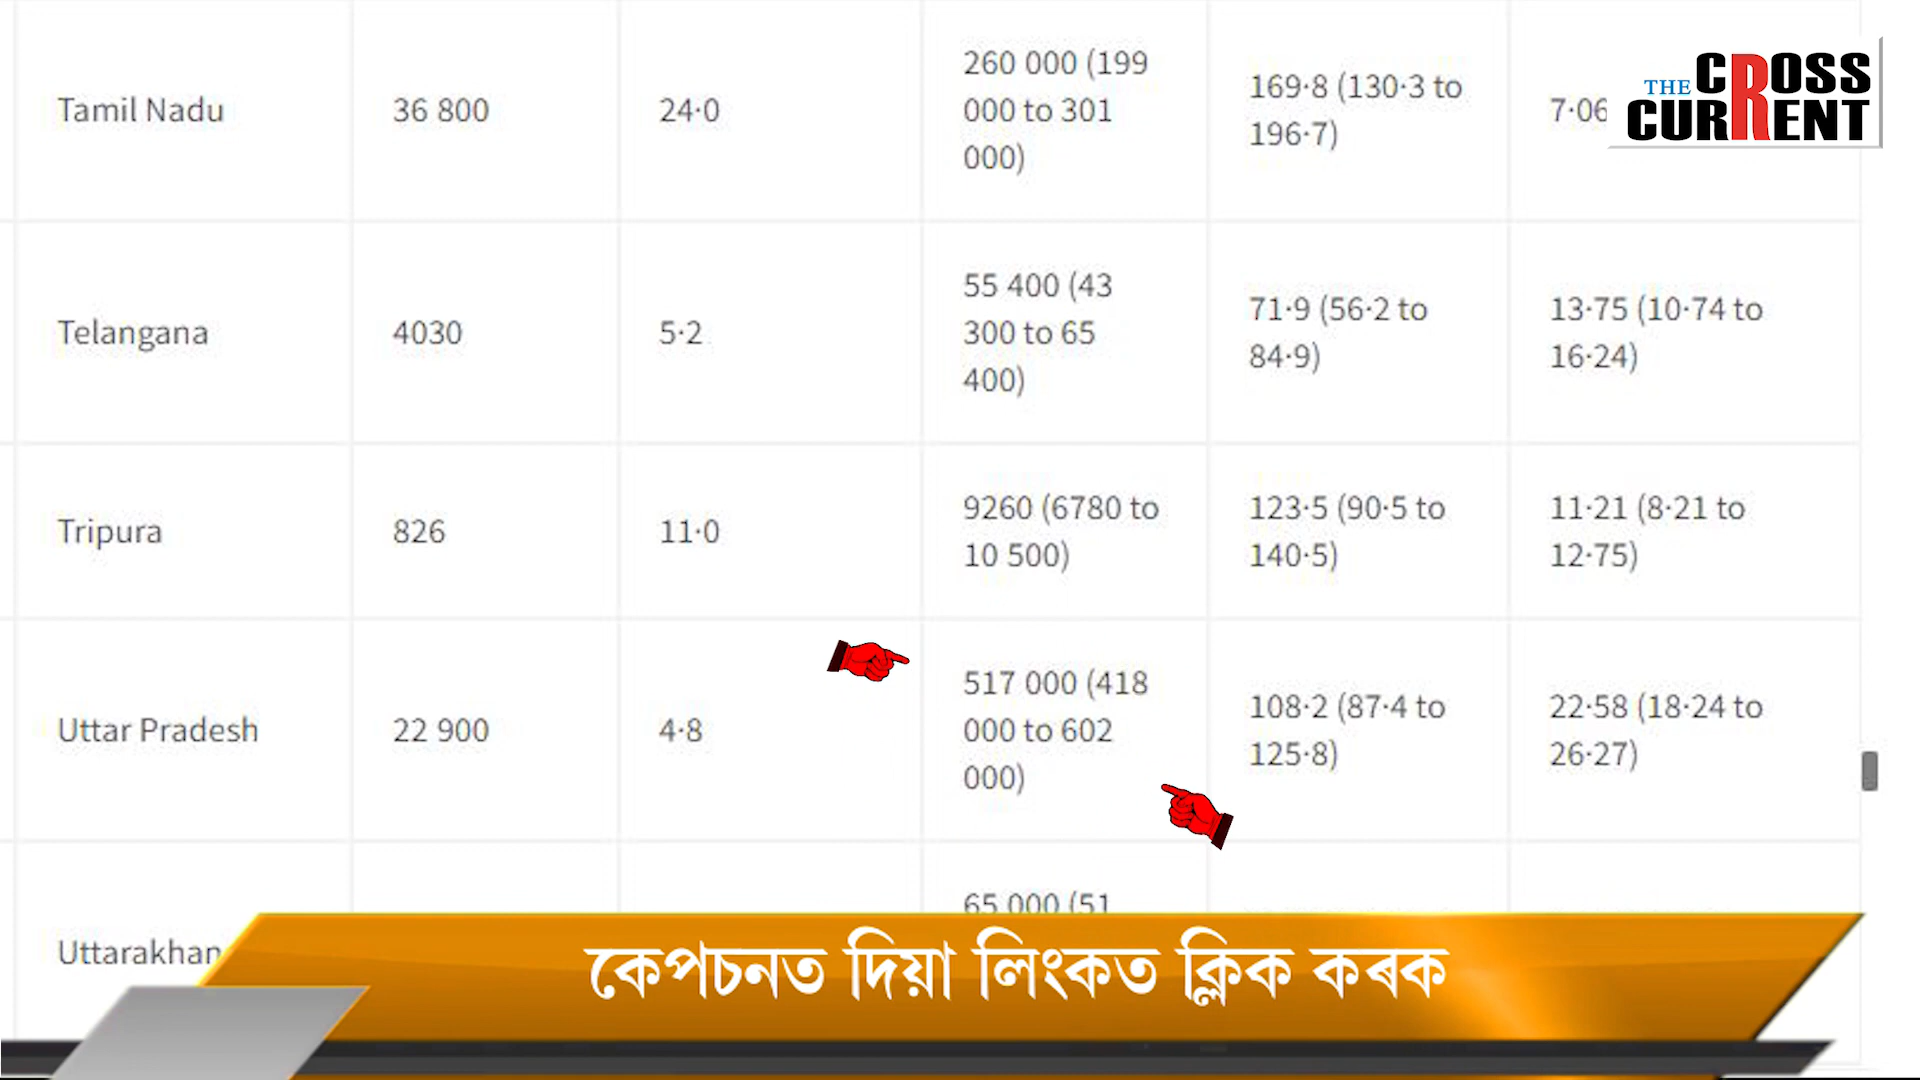 Tamil Nadu
36 800
24·0
260 000 (199
000 to 301
000)
169·8 (130·3 to
196·7)
7·06
THE CROSS
CURRENT
Telangana
4030
5·2
55 400 (43
300 to 65
400)
71·9 (56·2 to
84·9)
13·75 (10·74 to
16·24)
Tripura
826
11·0
9260 (6780 to
10 500)
123·5 (90·5 to
140·5)
11·21 (8·21 to
12·75)
Uttar Pradesh
22 900
4·8
517 000 (418
000 to 602
000)
108·2 (87·4 to
125·8)
22·58 (18·24 to
26·27)
Uttarakhan
65 000 (51
কেপচনত দিয়া লিংকত ক্লিক কৰক